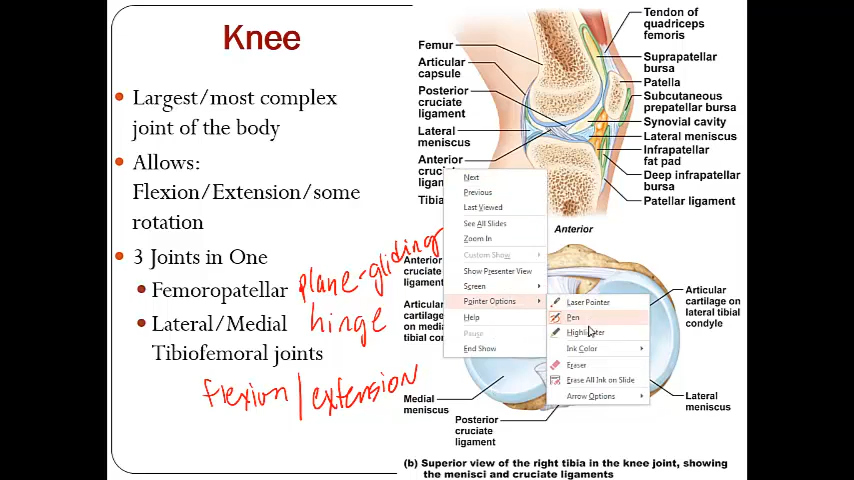 Knee
Largest/most complex
joint of the body
Allows:
Flexion/Extension/some
rotation
3 Joints in One
Femoropatellar
plane-gliding
Lateral/Medial
hinge
Tibiofemoral joints
flexion/extension
Femur
Articular
capsule
Posterior
cruciate
ligament
Lateral
meniscus
Anterior
Tendon of
quadriceps
femoris
Suprapatellar
bursa
Patella
Subcutaneous
prepatellar bursa
Synovial cavity
Lateral meniscus
Infrapatellar
fat pad
Deep infrapatellar
bursa
Patellar ligament
Next
Previous
Last Viewed
See All Slides
Zoom In
Custom Show
Show Presenter View
Screen
Pointer Options
Help
Pause
End Show
Laser Pointer
Pen
Highlighter
Ink Color
Eraser
Erase All Ink on Slide
Arrow Options
Anterior
cruciate
Articular
cartilage
Articular
cartilage on
lateral tibial
condyle
Medial
meniscus
Lateral
meniscus
Posterior
cruciate
ligament
(b) Superior view of the right tibia in the knee joint, showing
the menisci and cruciate ligaments